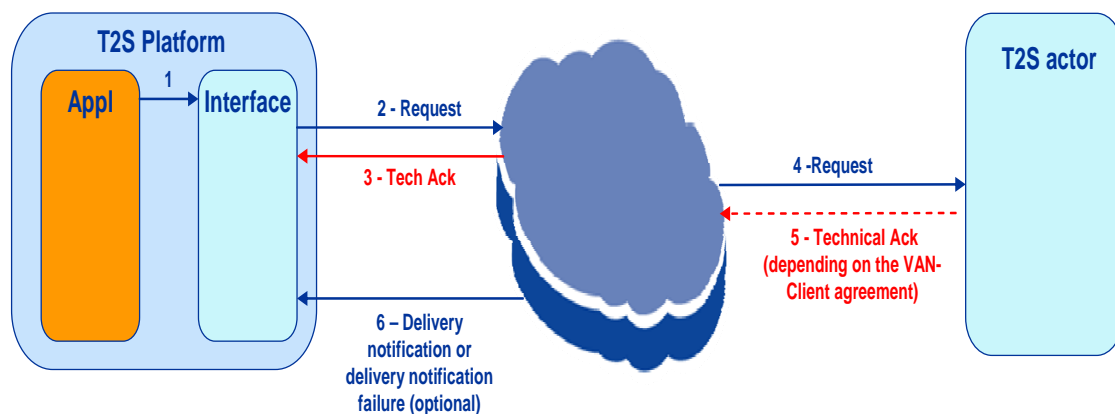 T2S Platform
1
Appl
Interface
2 - Request
3 - Tech Ack
6 – Delivery
notification or
delivery notification
failure (optional)
4 -Request
5 - Technical Ack
(depending on the VAN-
Client agreement)
T2S actor